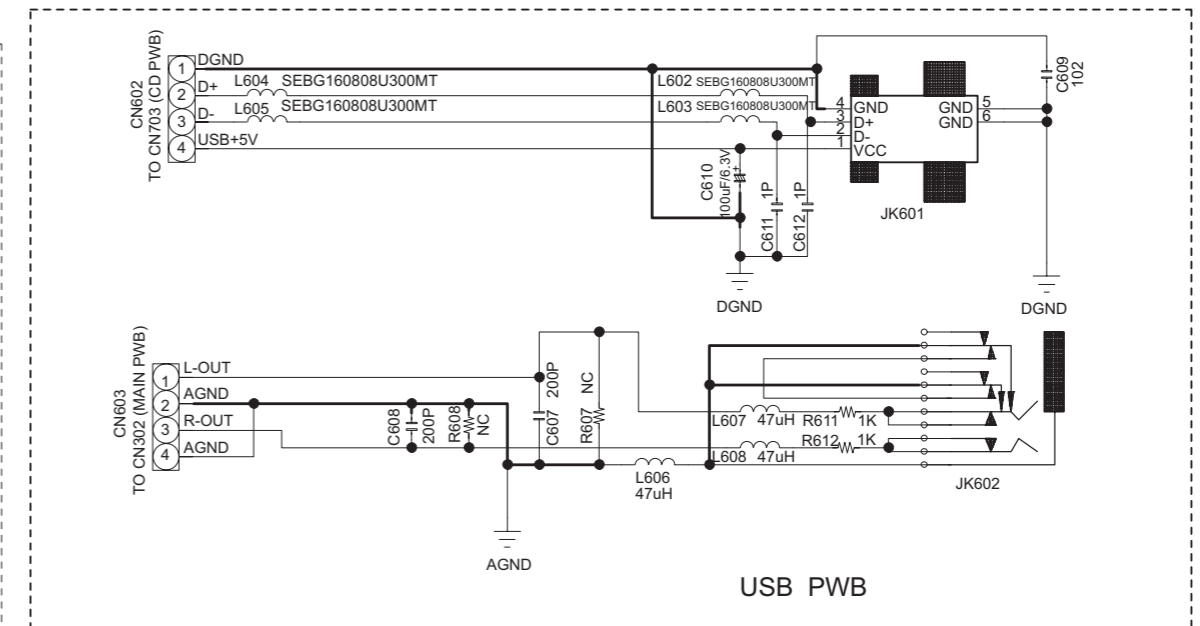 CN602
TO CN703 (CD PWB)
1 DGND
2 D+
3 D-
4 USB+5V
L604 SEBG160808U300MT
L605 SEBG160808U300MT
L602 SEBG160808U300MT
L603 SEBG160808U300MT
C610
100uF/6.3V
+
C611 1P
C612 1P
4 GND
3 D+
2 D-
1 VCC
GND 5
GND 6
JK601
C609
102
DGND
DGND
CN603
TO CN302 (MAIN PWB)
1 L-OUT
2 AGND
3 R-OUT
4 AGND
C608
200P
R608
NC
C607 200P
R607 NC
L606
47uH
L607 47uH R611 1K
R612 1K
L608 47uH
JK602
AGND
USB PWB